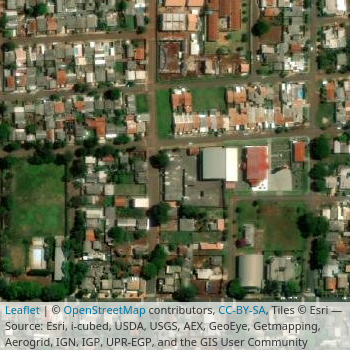 Leaflet | © OpenStreetMap contributors, CC-BY-SA, Tiles © Esri —
Source: Esri, i-cubed, USDA, USGS, AEX, GeoEye, Getmapping,
Aerogrid, IGN, IGP, UPR-EGP, and the GIS User Community